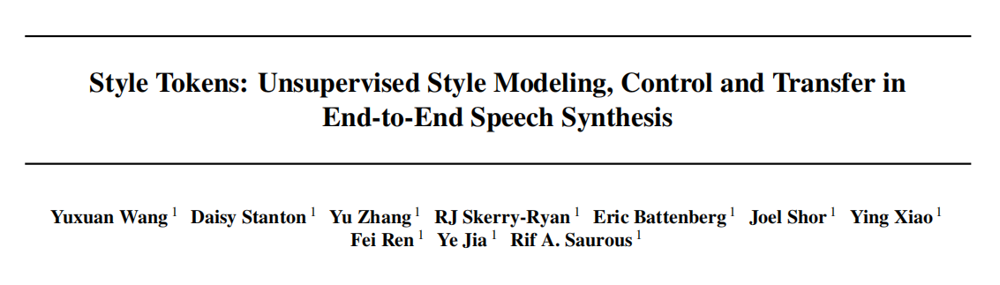 Style Tokens: Unsupervised Style Modeling, Control and Transfer in
End-to-End Speech Synthesis
Yuxuan Wang 1 Daisy Stanton 1 Yu Zhang 1 RJ Skerry-Ryan 1 Eric Battenberg 1 Joel Shor 1 Ying Xiao 1
Fei Ren 1 Ye Jia 1 Rif A. Saurous 1